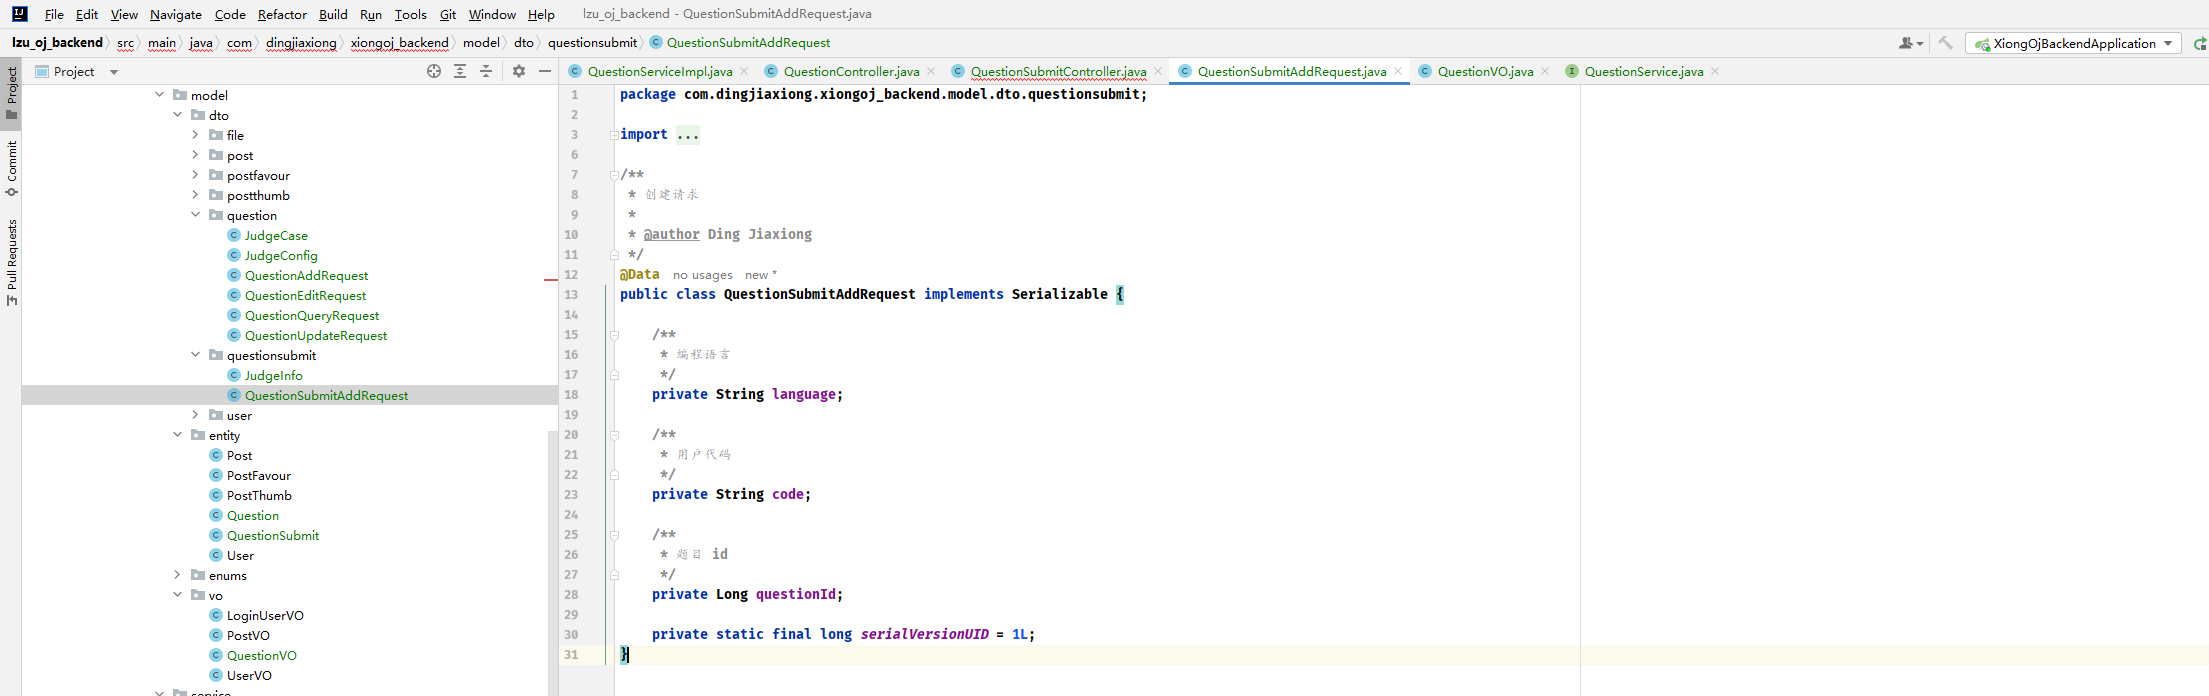 File Edit View Navigate Code Refactor Build Run Tools Git Window Help lzu_oj_backend - QuestionSubmitAddRequest.java
lzu_oj_backend src main java com dingjiaxiong xiongoj_backend model dto questionsubmit QuestionSubmitAddRequest XiongOjBackendApplication
Project
Commit
Pull Requests
Project
model
dto
file
post
postfavour
postthumb
question
JudgeCase
JudgeConfig
QuestionAddRequest
QuestionEditRequest
QuestionQueryRequest
QuestionUpdateRequest
questionsubmit
JudgeInfo
QuestionSubmitAddRequest
user
entity
Post
PostFavour
PostThumb
Question
QuestionSubmit
User
enums
vo
LoginUserVO
PostVO
QuestionVO
UserVO
service
QuestionServiceImpl.java QuestionController.java QuestionSubmitController.java QuestionSubmitAddRequest.java QuestionVO.java QuestionService.java
1 package com.dingjiaxiong.xiongoj_backend.model.dto.questionsubmit;
2
3 import ...
6
7 /**
8 * 创建请求
9 *
10 * @author Ding Jiaxiong
11 */
12 @Data no usages new *
13 public class QuestionSubmitAddRequest implements Serializable {
14
15 /**
16 * 编程语言
17 */
18 private String language;
19
20 /**
21 * 用户代码
22 */
23 private String code;
24
25 /**
26 * 题目 id
27 */
28 private Long questionId;
29
30 private static final long serialVersionUID = 1L;
31 }